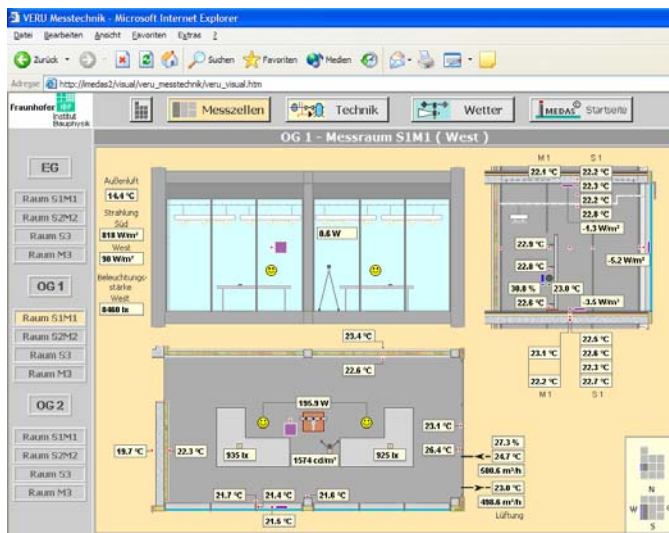 VERU Messtechnik - Microsoft Internet Explorer
Datei Bearbeiten Ansicht Favoriten Extras ?
Zurück Suchen Favoriten Medien
Adresse http://imedas2/visual/veru_messtechnik/veru_visual.htm
Fraunhofer IBP
Institut
Bauphysik
Messzellen Technik Wetter IMEDAS© Startseite
OG 1 - Messraum S1M1 ( West )
EG
Raum S1M1
Raum S2M2
Raum S3
Raum M3
OG 1
Raum S1M1
Raum S2M2
Raum S3
Raum M3
OG 2
Raum S1M1
Raum S2M2
Raum S3
Raum M3
Außenluft
14,4 °C
Strahlung
Süd
818 W/m²
West
90 W/m²
Beleuchtungs-
stärke
West
8460 lx
8.6 W
M 1 S 1
22.1 °C 22.2 °C
22.3 °C
22.2 °C
22.8 °C
-1.3 W/m²
22.9 °C
-5.2 W/m²
22.8 °C
30.8 % 23.0 °C
22.6 °C -3.5 W/m²
22.5 °C
23.1 °C 22.6 °C
22.3 °C
22.2 °C 22.7 °C
M 1 S 1
23.4 °C
22.6 °C
195.9 W
23.1 °C
19.7 °C 22.3 °C
935 lx 1574 cd/m² 925 lx
26,4 °C
27.3 %
24.7 °C
500.6 m³/h
23.0 °C
498.6 m³/h
Lüftung
21.7 °C 21.4 °C 21.6 °C
21.5 °C
N
W
S